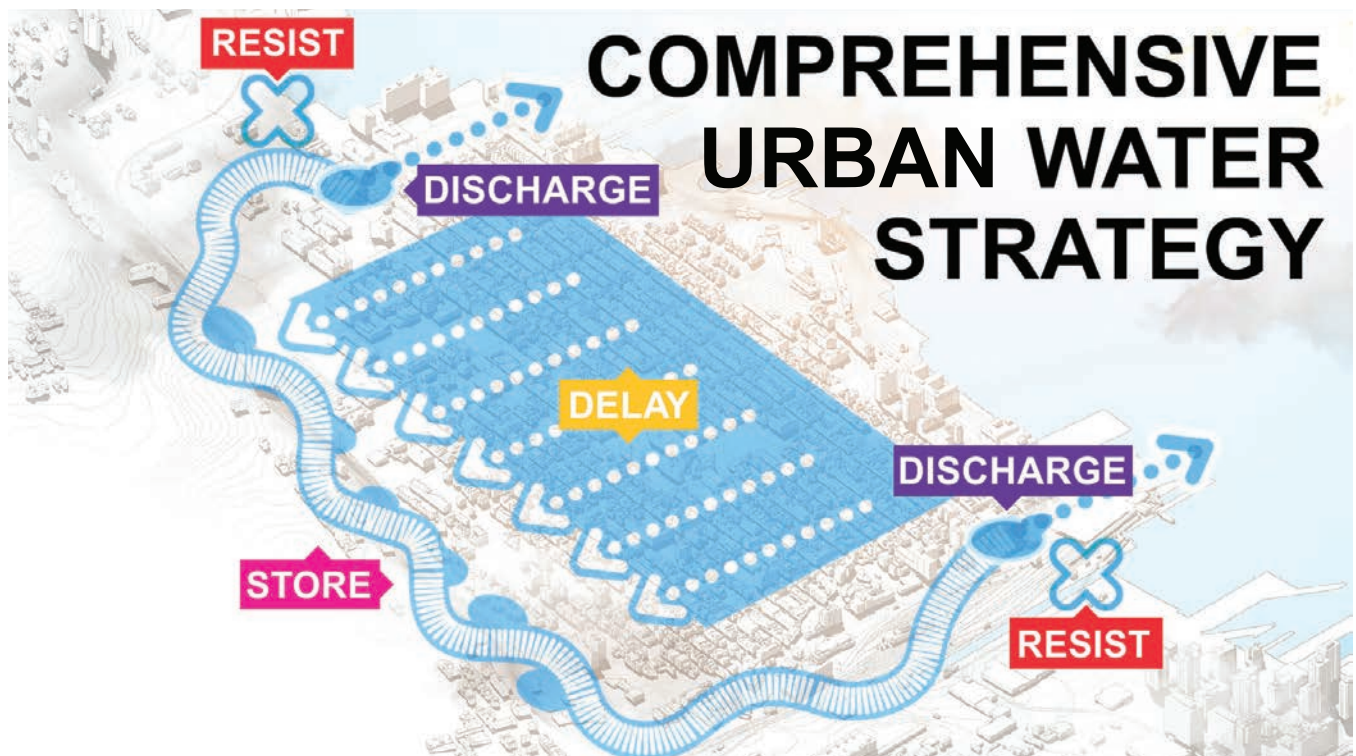 RESIST
COMPREHENSIVE
URBAN WATER
STRATEGY
DISCHARGE
DELAY
DISCHARGE
STORE
RESIST